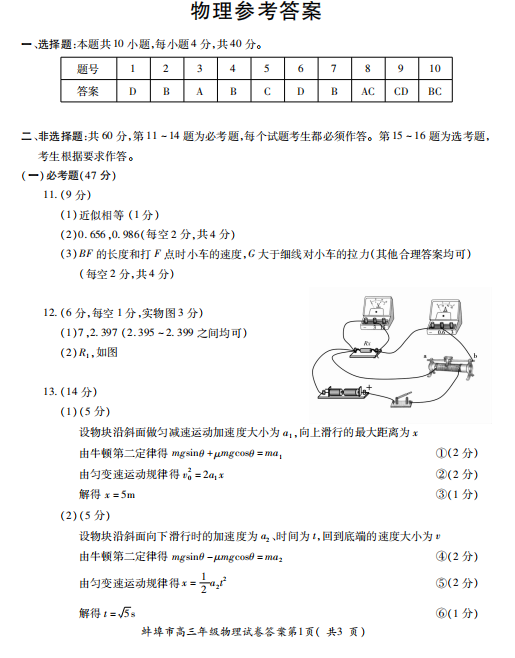 物理参考答案
一、选择题:本题共10小题,每小题4分,共40分。
题号 1 2 3 4 5 6 7 8 9 10
答案 D B A B C D B AC CD BC
二、非选择题:共60分,第11~14题为必考题,每个试题考生都必须作答。第15~16题为选考题,
考生根据要求作答。
(一)必考题(47分)
11.(9分)
(1)近似相等(1分)
(2)0.656,0.986(每空2分,共4分)
(3)BF的长度和打F点时小车的速度,G大于细线对小车的拉力(其他合理答案均可)
(每空2分,共4分)
12.(6分,每空1分,实物图3分)
(1)7,2.397(2.395~2.399之间均可)
(2)R₁,如图
a b
+
13.(14分)
(1)(5分)
设物块沿斜面做匀减速运动加速度大小为a₁,向上滑行的最大距离为x
由牛顿第二定律得mgsinθ+μmgcosθ=ma₁ ①(2分)
由匀变速运动规律得v₀²=2a₁x ②(2分)
解得x=5m ③(1分)
(2)(5分)
设物块沿斜面向下滑行时的加速度为a₂、时间为t,回到底端的速度大小为v
由牛顿第二定律得mgsinθ-μmgcosθ=ma₂ ④(2分)
由匀变速运动规律得x=1/2a₂t² ⑤(2分)
解得t=√5s ⑥(1分)
蚌埠市高三年级物理试卷答案第1页(共3页)